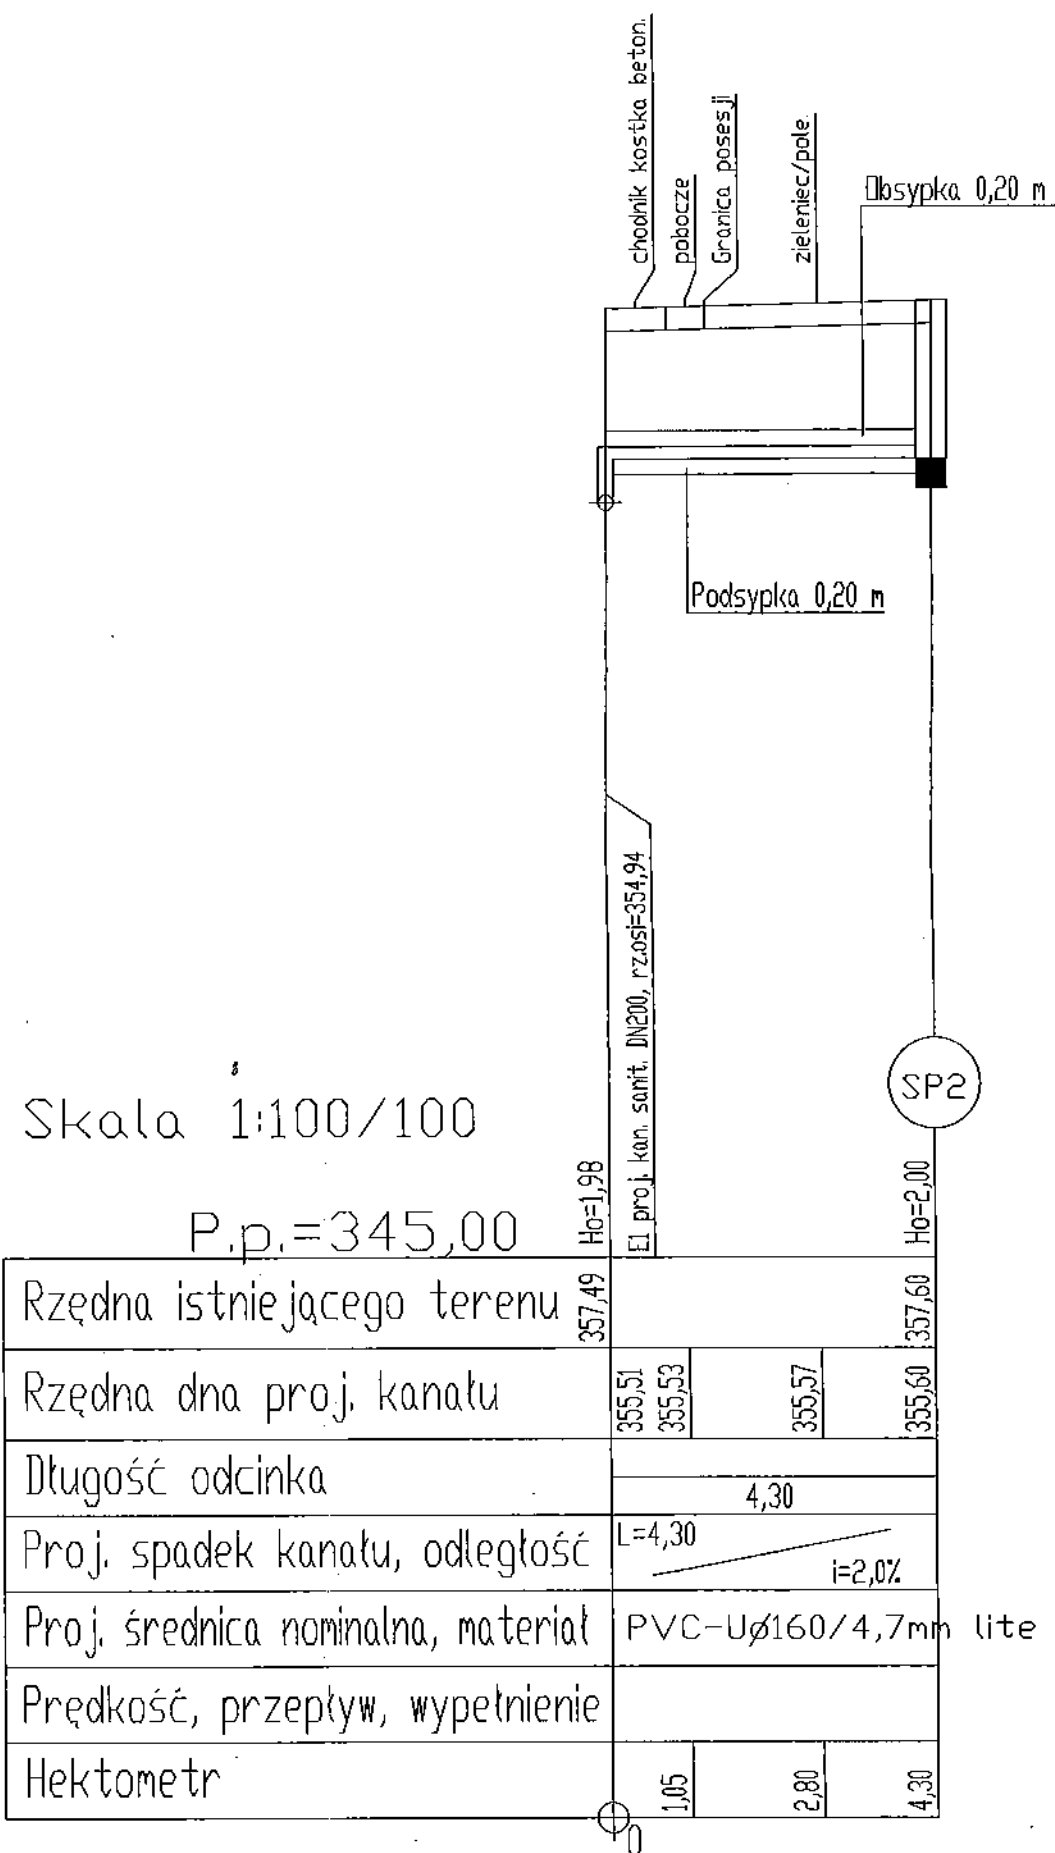 chodnik kostka beton.
pobocze
Granica posesji
zieleniec/pole.
Obsypka 0,20 m
Podsypka 0,20 m
E1 proj. kan. sanit. DN200, rz.osi=354,94
SP2
Skala 1:100/100
P.p.=345,00
Ho=1,98
Ho=2,00
Rzędna istniejącego terenu 357,49 357,60
Rzędna dna proj. kanału 355,51 355,53 355,57 355,60
Długość odcinka 4,30
Proj. spadek kanału, odległość L=4,30 i=2,0%
Proj. średnica nominalna, materiał PVC-Uø160/4,7mm lite
Prędkość, przepływ, wypełnienie
Hektometr 1,05 2,80 4,30
0